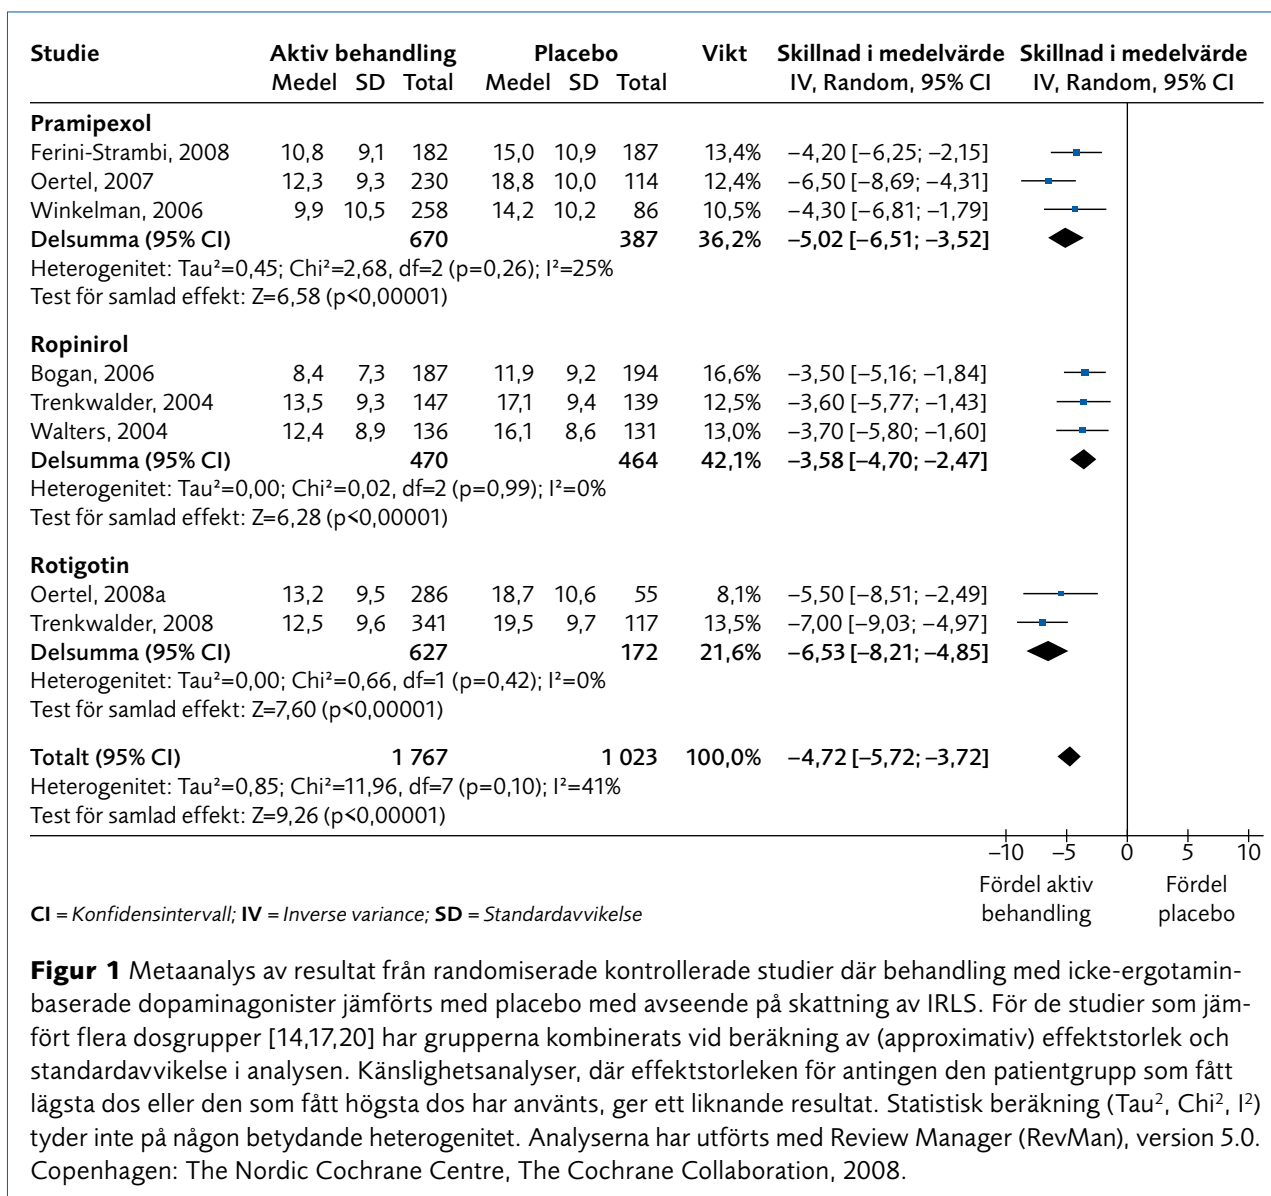 Studie Aktiv behandling Placebo Vikt Skillnad i medelvärde Skillnad i medelvärde
Medel SD Total Medel SD Total IV, Random, 95% CI IV, Random, 95% CI
Pramipexol
Ferini-Strambi, 2008 10,8 9,1 182 15,0 10,9 187 13,4% –4,20 [–6,25; –2,15]
Oertel, 2007 12,3 9,3 230 18,8 10,0 114 12,4% –6,50 [–8,69; –4,31]
Winkelman, 2006 9,9 10,5 258 14,2 10,2 86 10,5% –4,30 [–6,81; –1,79]
Delsumma (95% CI) 670 387 36,2% –5,02 [–6,51; –3,52]
Heterogenitet: Tau²=0,45; Chi²=2,68, df=2 (p=0,26); I²=25%
Test för samlad effekt: Z=6,58 (p<0,00001)
Ropinirol
Bogan, 2006 8,4 7,3 187 11,9 9,2 194 16,6% –3,50 [–5,16; –1,84]
Trenkwalder, 2004 13,5 9,3 147 17,1 9,4 139 12,5% –3,60 [–5,77; –1,43]
Walters, 2004 12,4 8,9 136 16,1 8,6 131 13,0% –3,70 [–5,80; –1,60]
Delsumma (95% CI) 470 464 42,1% –3,58 [–4,70; –2,47]
Heterogenitet: Tau²=0,00; Chi²=0,02, df=2 (p=0,99); I²=0%
Test för samlad effekt: Z=6,28 (p<0,00001)
Rotigotin
Oertel, 2008a 13,2 9,5 286 18,7 10,6 55 8,1% –5,50 [–8,51; –2,49]
Trenkwalder, 2008 12,5 9,6 341 19,5 9,7 117 13,5% –7,00 [–9,03; –4,97]
Delsumma (95% CI) 627 172 21,6% –6,53 [–8,21; –4,85]
Heterogenitet: Tau²=0,00; Chi²=0,66, df=1 (p=0,42); I²=0%
Test för samlad effekt: Z=7,60 (p<0,00001)
Totalt (95% CI) 1 767 1 023 100,0% –4,72 [–5,72; –3,72]
Heterogenitet: Tau²=0,85; Chi²=11,96, df=7 (p=0,10); I²=41%
Test för samlad effekt: Z=9,26 (p<0,00001)
–10 –5 0 5 10
Fördel aktiv Fördel
behandling placebo
CI = Konfidensintervall; IV = Inverse variance; SD = Standardavvikelse
Figur 1 Metaanalys av resultat från randomiserade kontrollerade studier där behandling med icke-ergotamin-
baserade dopaminagonister jämförts med placebo med avseende på skattning av IRLS. För de studier som jäm-
fört flera dosgrupper [14,17,20] har grupperna kombinerats vid beräkning av (approximativ) effektstorlek och
standardavvikelse i analysen. Känslighetsanalyser, där effektstorleken för antingen den patientgrupp som fått
lägsta dos eller den som fått högsta dos har använts, ger ett liknande resultat. Statistisk beräkning (Tau², Chi², I²)
tyder inte på någon betydande heterogenitet. Analyserna har utförts med Review Manager (RevMan), version 5.0.
Copenhagen: The Nordic Cochrane Centre, The Cochrane Collaboration, 2008.